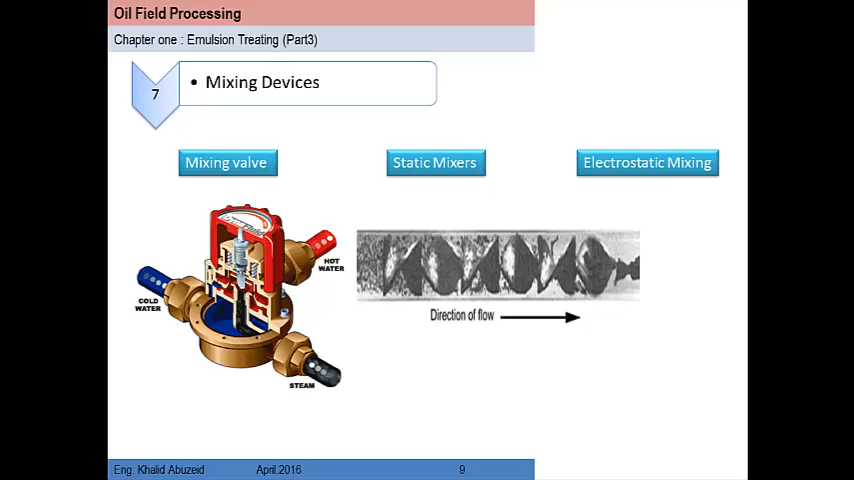 Oil Field Processing
Chapter one : Emulsion Treating (Part3)
7
• Mixing Devices
Mixing valve
Static Mixers
Electrostatic Mixing
HOT
WATER
COLD
WATER
STEAM
Direction of flow
Eng. Khalid Abuzeid April.2016 9